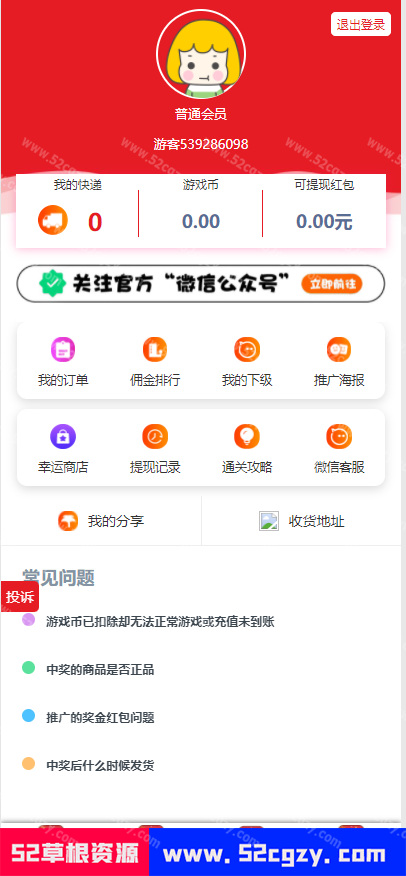 退出登录
普通会员
游客539286098
我的快递 游戏币 可提现红包
0 0.00 0.00元
关注官方“微信公众号” 立即前往
我的订单 佣金排行 我的下级 推广海报
幸运商店 提现记录 通关攻略 微信客服
我的分享 收货地址
常见问题
投诉
游戏币已扣除却无法正常游戏或充值未到账
中奖的商品是否正品
推广的奖金红包问题
中奖后什么时候发货
52草根资源 www.52cgzy.com